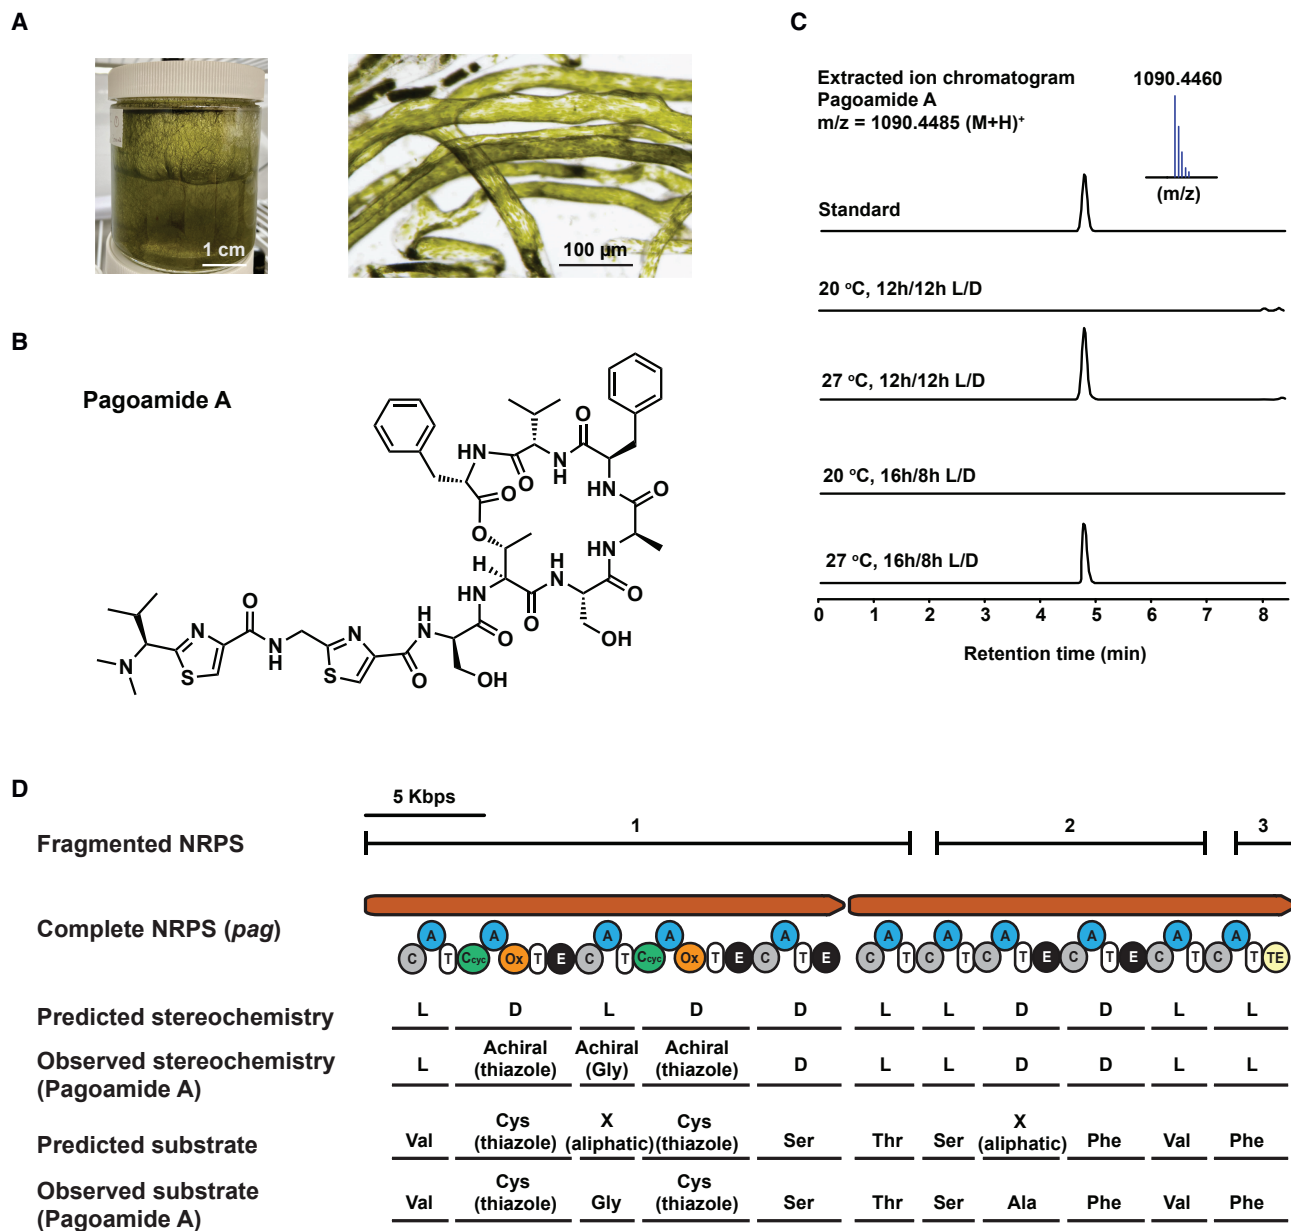 A
1 cm
100 µm
B
Pagoamide A
C
Extracted ion chromatogram
Pagoamide A
m/z = 1090.4485 (M+H)⁺
1090.4460
(m/z)
Standard
20 °C, 12h/12h L/D
27 °C, 12h/12h L/D
20 °C, 16h/8h L/D
27 °C, 16h/8h L/D
0 1 2 3 4 5 6 7 8
Retention time (min)
O
NH
O
N
H
O
HN
O
O
O
HN
H
HN
O
H
N
O
O
OH
O
N
H
N
S
N
S
O
H
N
OH
N
D
5 Kbps
Fragmented NRPS
1 2 3
Complete NRPS (pag)
A A A A A A A A A A A
C T Ccyc Ox T E C T Ccyc Ox T E C T E C T C T C T E C T E C T C T TE
Predicted stereochemistry
L D L D D L L D D L L
Observed stereochemistry
(Pagoamide A)
L Achiral (thiazole) Achiral (Gly) Achiral (thiazole) D L L D D L L
Predicted substrate
Val Cys (thiazole) X (aliphatic) Cys (thiazole) Ser Thr Ser X (aliphatic) Phe Val Phe
Observed substrate
(Pagoamide A)
Val Cys (thiazole) Gly Cys (thiazole) Ser Thr Ser Ala Phe Val Phe